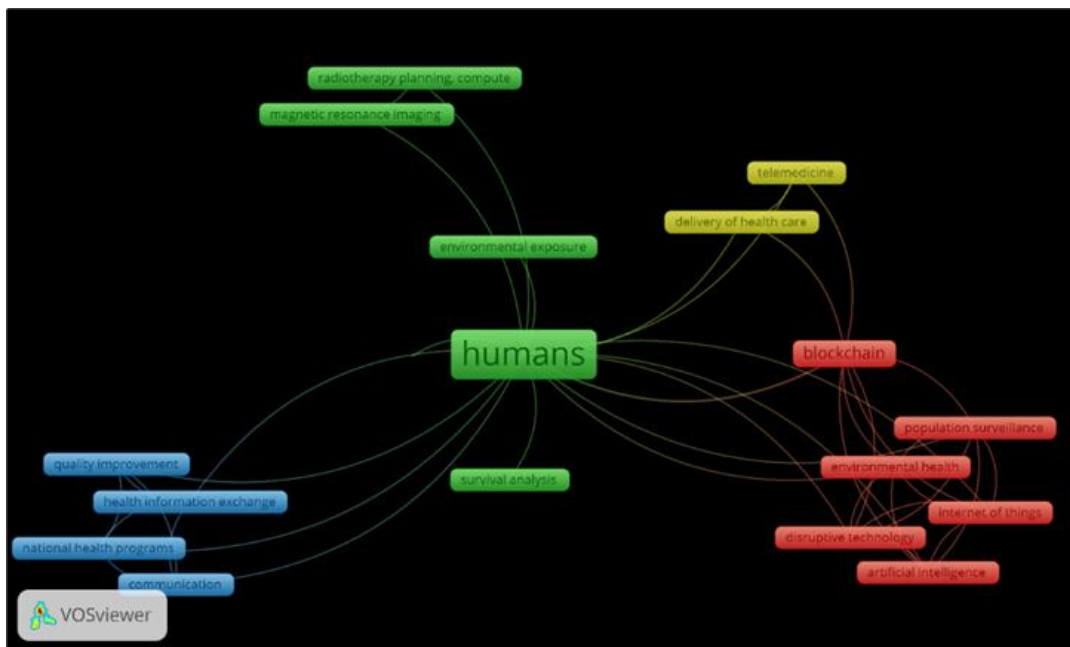 radiotherapy planning, compute
magnetic resonance imaging
telemedicine
delivery of health care
environmental exposure
humans
blockchain
population surveillance
quality improvement
environmental health
survival analysis
health information exchange
internet of things
disruptive technology
national health programs
artificial intelligence
communication
VOSviewer